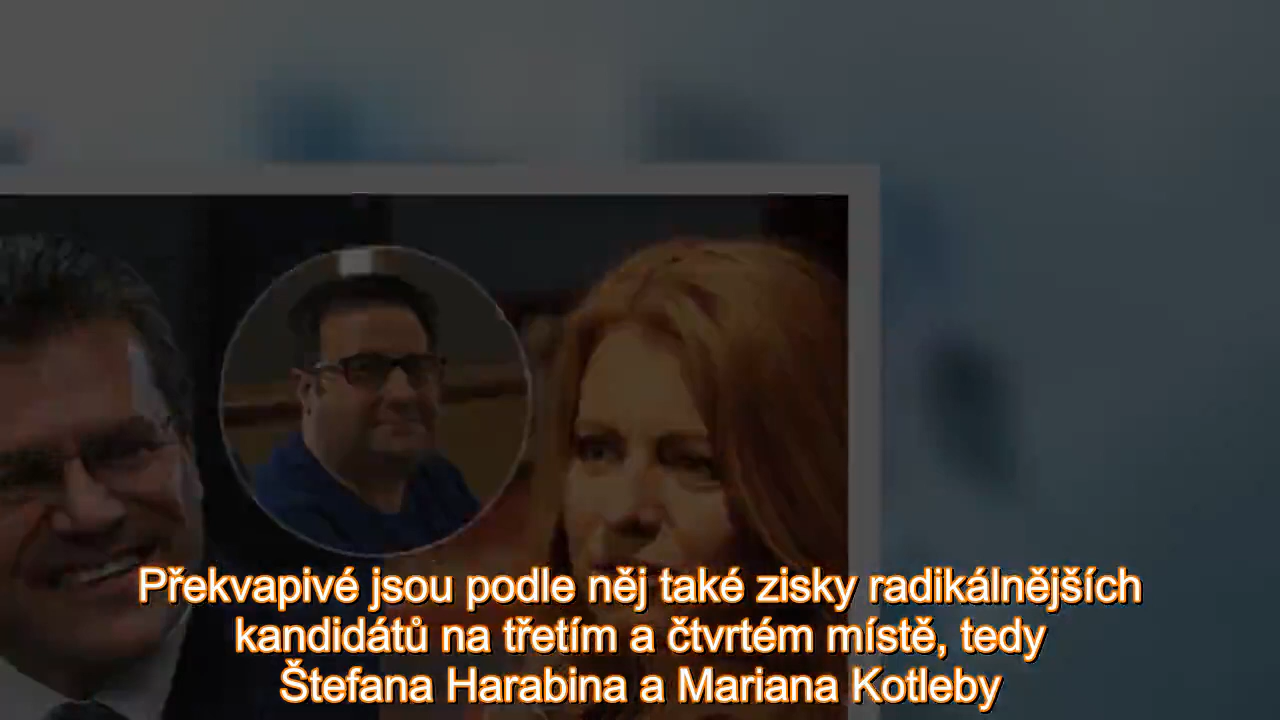 Překvapivé jsou podle něj také zisky radikálnějších
kandidátů na třetím a čtvrtém místě, tedy
Štefana Harabina a Mariana Kotleby